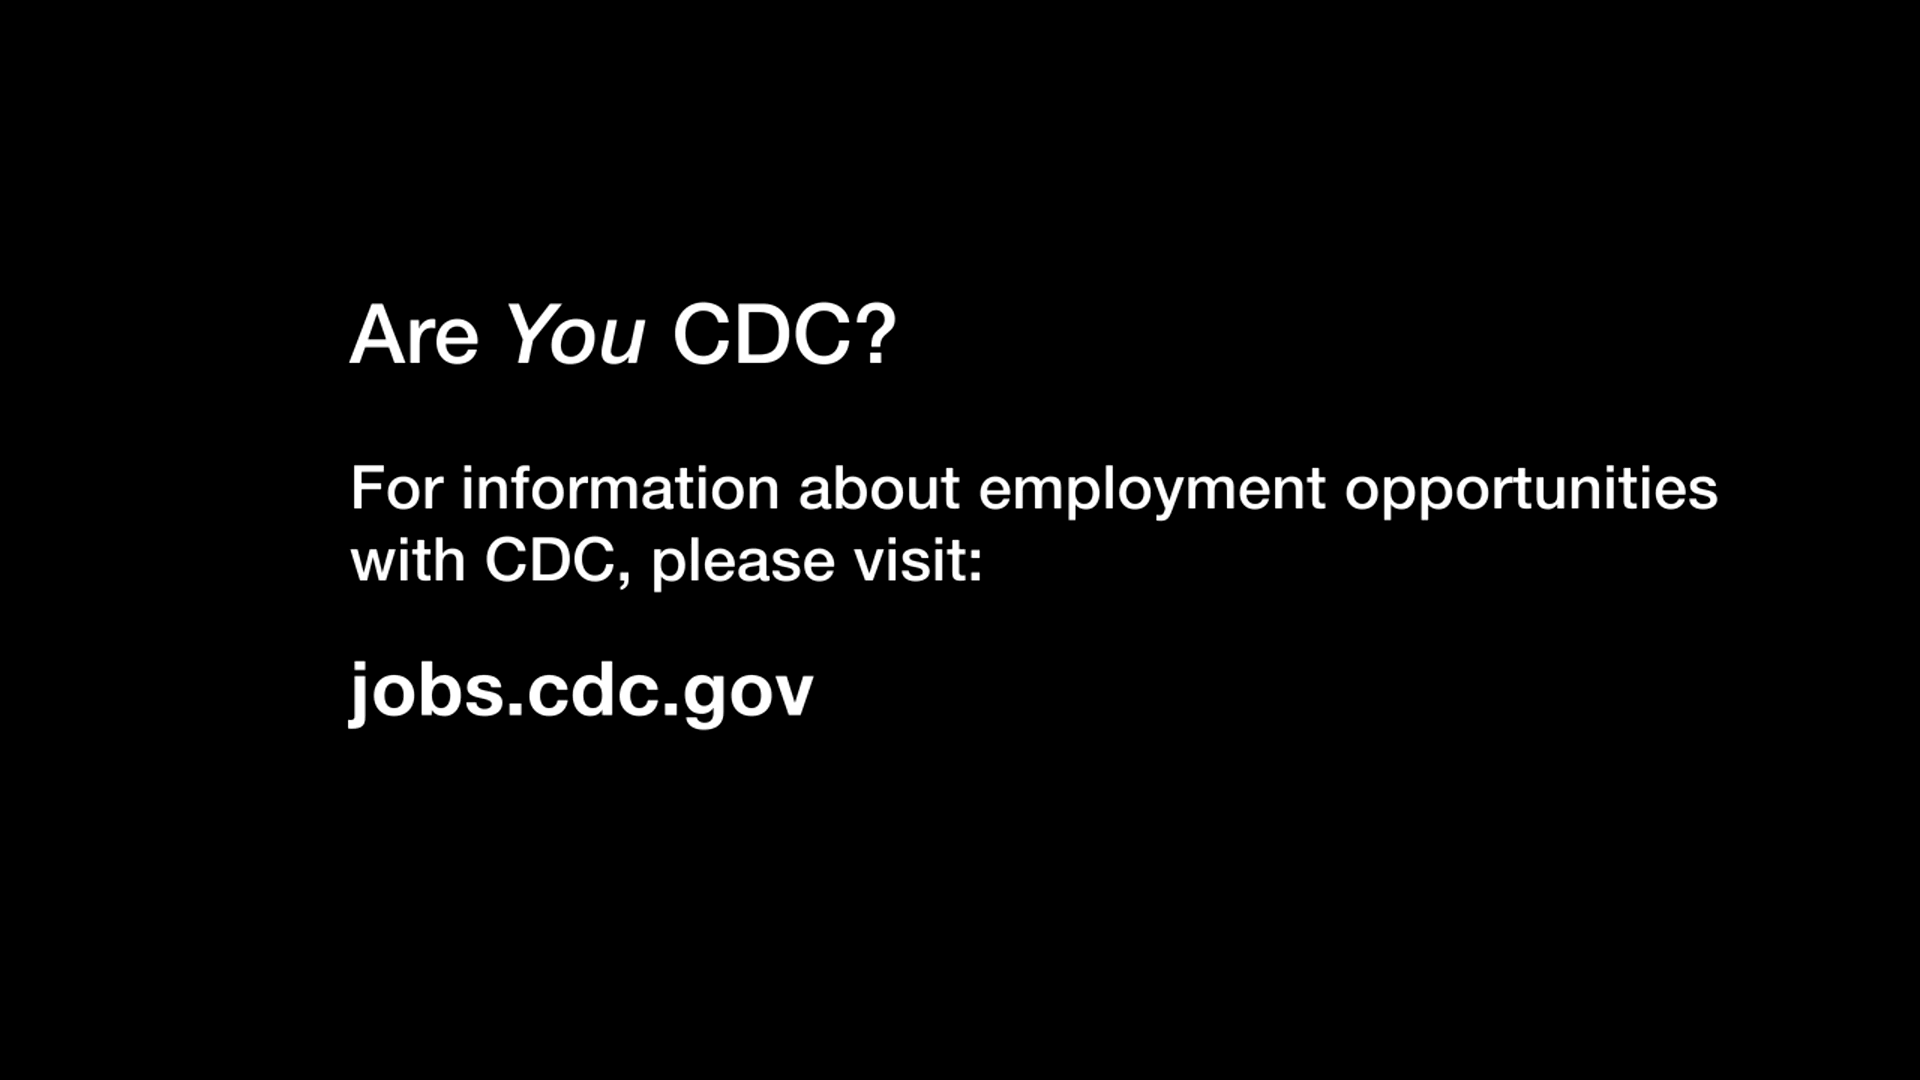 Are You CDC?
For information about employment opportunities
with CDC, please visit:
jobs.cdc.gov